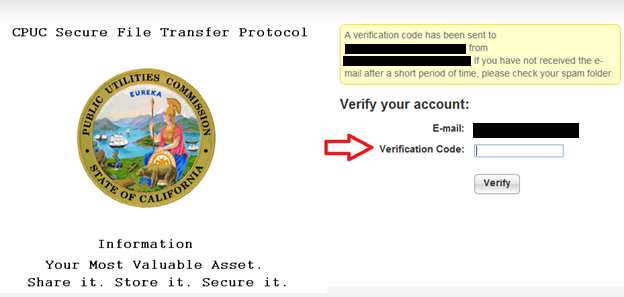 CPUC Secure File Transfer Protocol
PUBLIC UTILITIES COMMISSION
EUREKA
STATE OF CALIFORNIA
Information
Your Most Valuable Asset.
Share it. Store it. Secure it.
A verification code has been sent to
from
if you have not received the e-
mail after a short period of time, please check your spam folder.
Verify your account:
E-mail:
Verification Code:
Verify